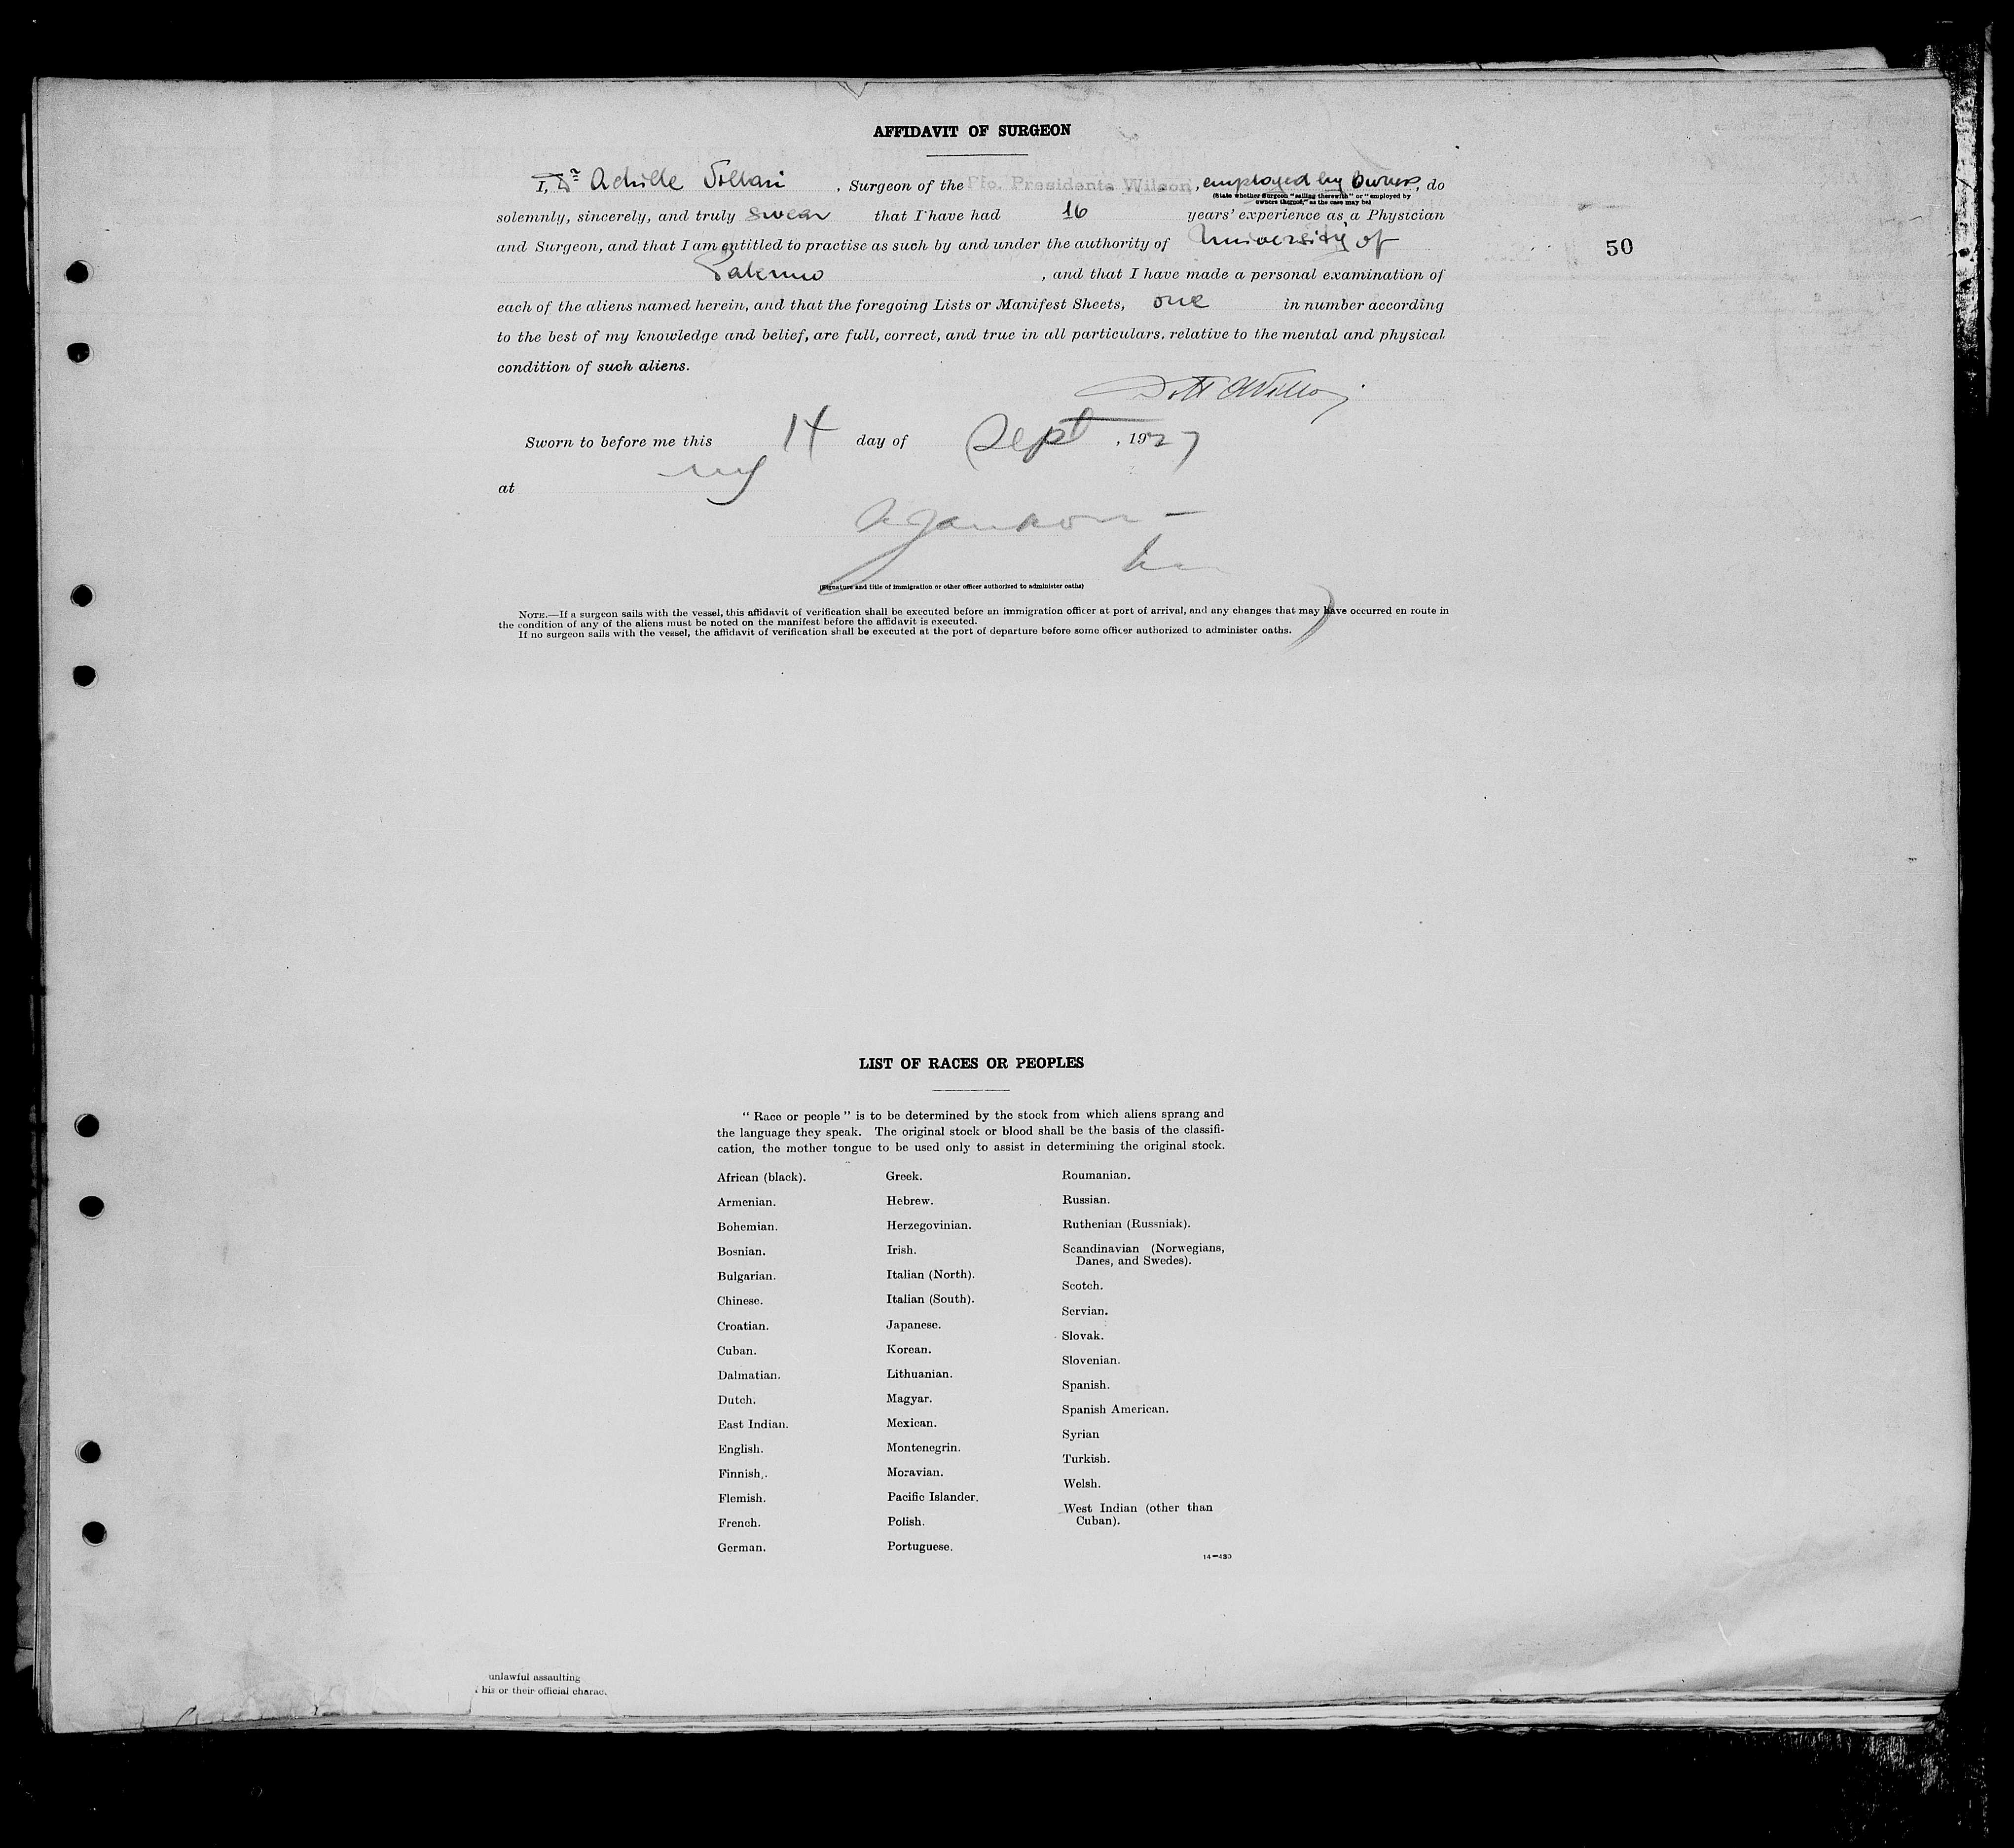 AFFIDAVIT OF SURGEON
I, Dr Achille , Surgeon of the Pfo. Presidente Wilson, employed by Owners, do
(State whether Surgeon "sailing therewith" or "employed by
owners thereof," as the case may be)
solemnly, sincerely, and truly swear that I have had 16 years' experience as a Physician
and Surgeon, and that I am entitled to practise as such by and under the authority of University of
Palermo, and that I have made a personal examination of
50
each of the aliens named herein, and that the foregoing Lists or Manifest Sheets, one in number according
to the best of my knowledge and belief, are full, correct, and true in all particulars, relative to the mental and physical
condition of such aliens.
Sworn to before me this 14 day of Sept, 1927
at ny
(Signature and title of immigration or other officer authorized to administer oaths)
NOTE.—If a surgeon sails with the vessel, this affidavit of verification shall be executed before an immigration officer at port of arrival, and any changes that may have occurred en route in
the condition of any of the aliens must be noted on the manifest before the affidavit is executed.
If no surgeon sails with the vessel, the affidavit of verification shall be executed at the port of departure before some officer authorized to administer oaths.
LIST OF RACES OR PEOPLES
"Race or people" is to be determined by the stock from which aliens sprang and
the language they speak. The original stock or blood shall be the basis of the classifi-
cation, the mother tongue to be used only to assist in determining the original stock.
African (black).
Armenian.
Bohemian.
Bosnian.
Bulgarian.
Chinese.
Croatian.
Cuban.
Dalmatian.
Dutch.
East Indian.
English.
Finnish.
Flemish.
French.
German.
Greek.
Hebrew.
Herzegovinian.
Irish.
Italian (North).
Italian (South).
Japanese.
Korean.
Lithuanian.
Magyar.
Mexican.
Montenegrin.
Moravian.
Pacific Islander.
Polish.
Portuguese.
Roumanian.
Russian.
Ruthenian (Russniak).
Scandinavian (Norwegians,
Danes, and Swedes).
Scotch.
Servian.
Slovak.
Slovenian.
Spanish.
Spanish American.
Syrian
Turkish.
Welsh.
West Indian (other than
Cuban).
14—430
unlawful assaulting
his or their official charac.